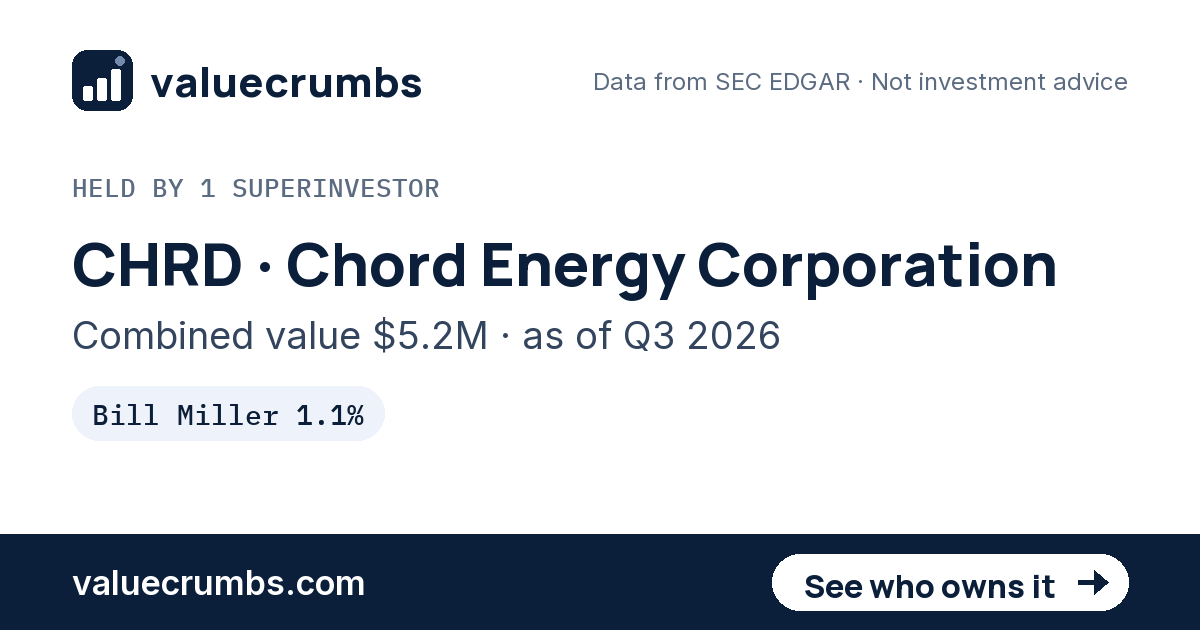 valuecrumbs
Data from SEC EDGAR · Not investment advice
HELD BY 1 SUPERINVESTOR
CHRD · Chord Energy Corporation
Combined value $5.2M · as of Q3 2026
Bill Miller 1.1%
valuecrumbs.com
See who owns it →